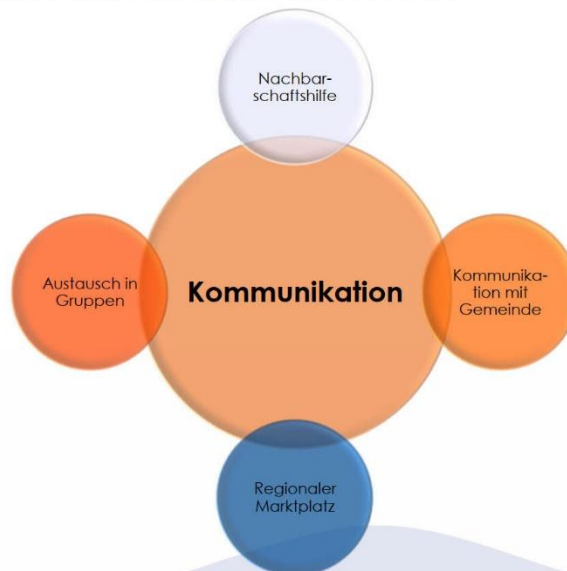 Nachbar-
schaftshilfe
Austausch in
Gruppen
Kommunikation
Kommunika-
tion mit
Gemeinde
Regionaler
Marktplatz